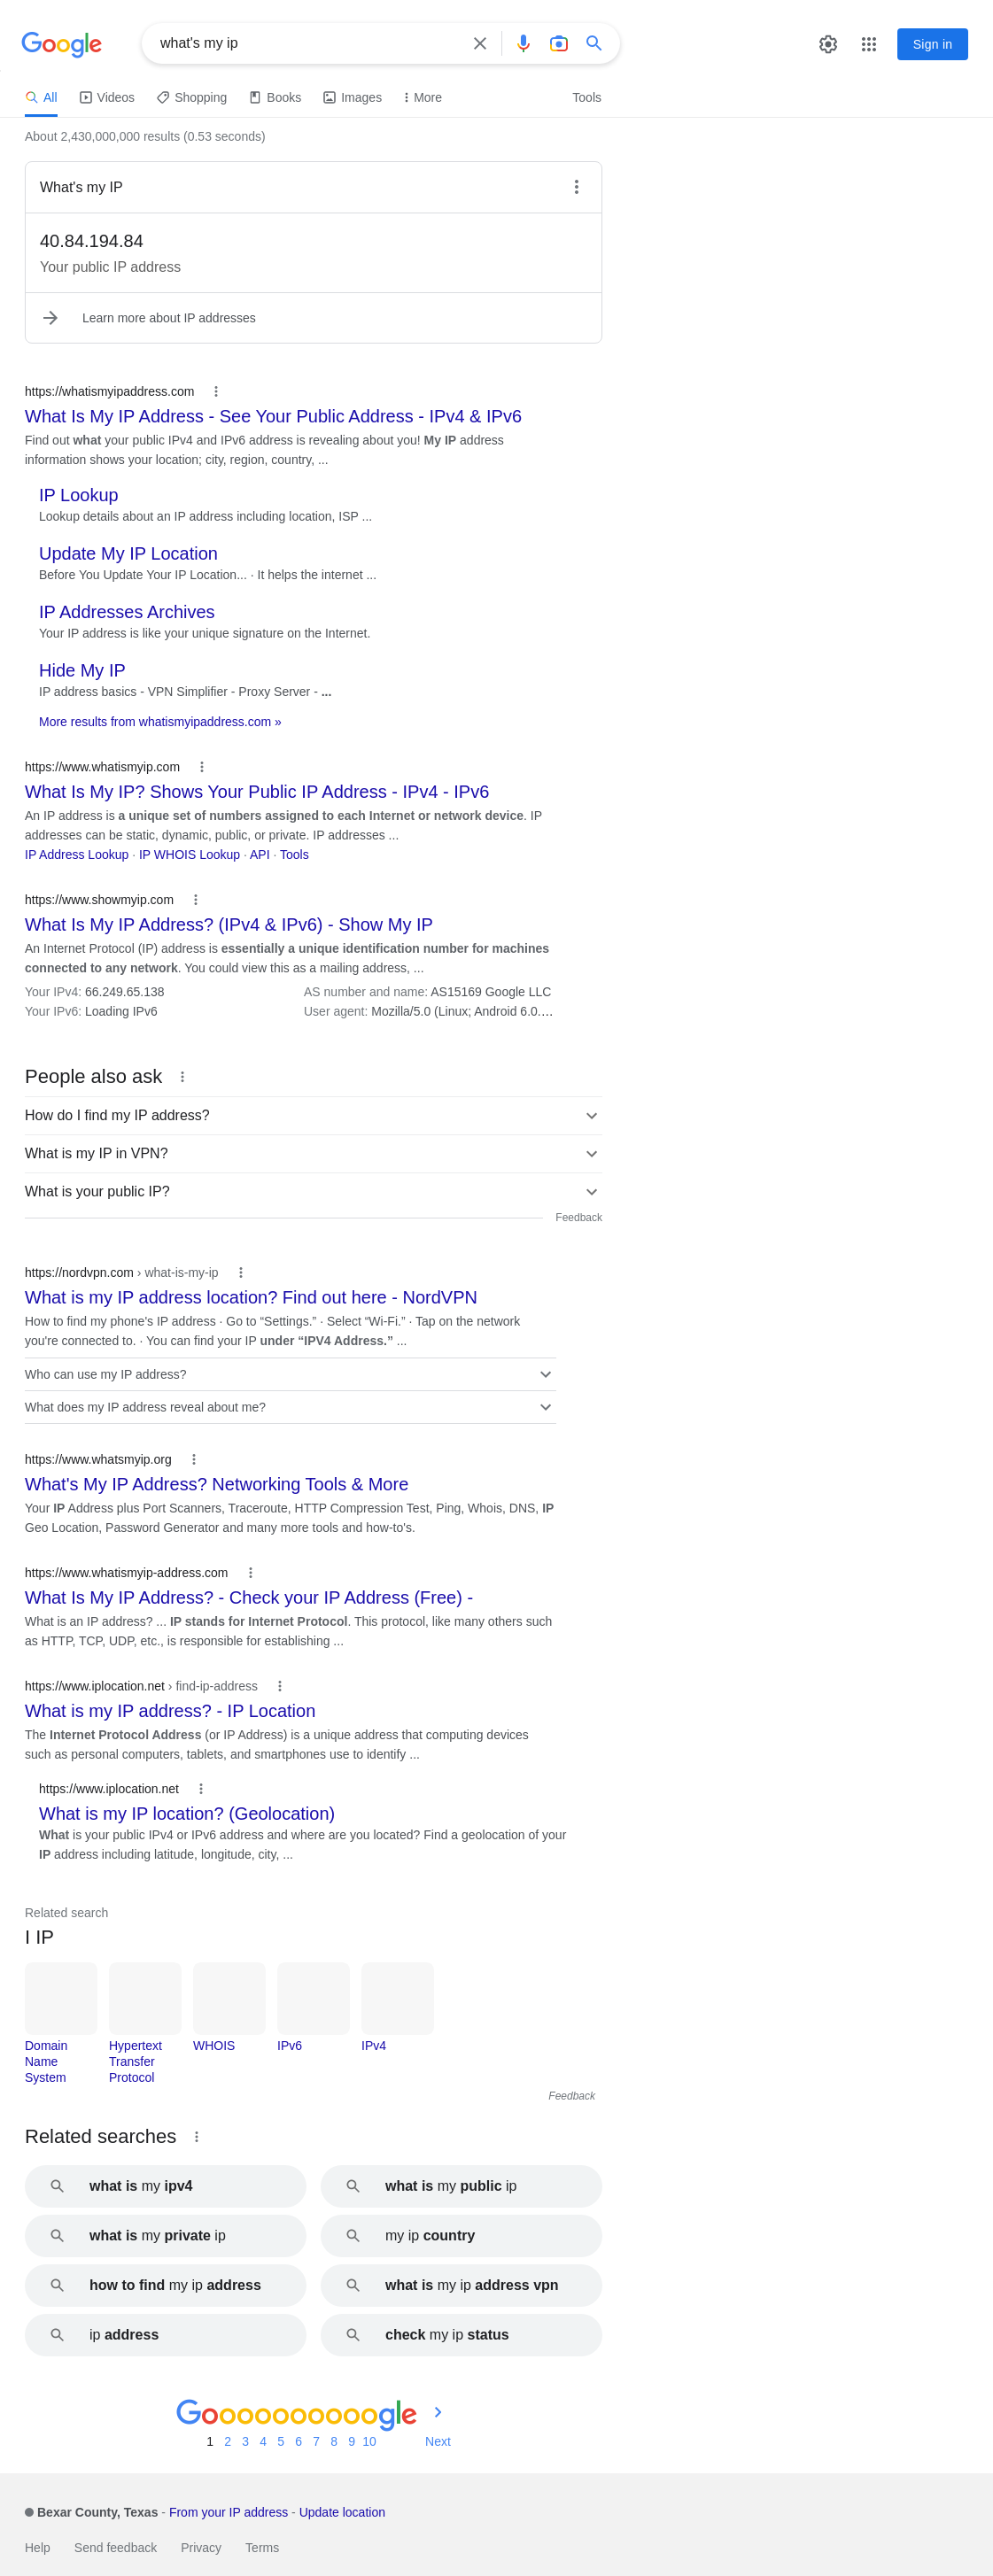 Google
what's my ip
Sign in
All
Videos
Shopping
Books
Images
More
Tools
About 2,430,000,000 results (0.53 seconds)
What's my IP
40.84.194.84
Your public IP address
Learn more about IP addresses
https://whatismyipaddress.com
What Is My IP Address - See Your Public Address - IPv4 & IPv6
Find out what your public IPv4 and IPv6 address is revealing about you! My IP address
information shows your location; city, region, country, ...
IP Lookup
Lookup details about an IP address including location, ISP ...
Update My IP Location
Before You Update Your IP Location... · It helps the internet ...
IP Addresses Archives
Your IP address is like your unique signature on the Internet.
Hide My IP
IP address basics - VPN Simplifier - Proxy Server - ...
More results from whatismyipaddress.com »
https://www.whatismyip.com
What Is My IP? Shows Your Public IP Address - IPv4 - IPv6
An IP address is a unique set of numbers assigned to each Internet or network device. IP
addresses can be static, dynamic, public, or private. IP addresses ...
IP Address Lookup · IP WHOIS Lookup · API · Tools
https://www.showmyip.com
What Is My IP Address? (IPv4 & IPv6) - Show My IP
An Internet Protocol (IP) address is essentially a unique identification number for machines
connected to any network. You could view this as a mailing address, ...
Your IPv4: 66.249.65.138
AS number and name: AS15169 Google LLC
Your IPv6: Loading IPv6
User agent: Mozilla/5.0 (Linux; Android 6.0....
People also ask
How do I find my IP address?
What is my IP in VPN?
What is your public IP?
Feedback
https://nordvpn.com › what-is-my-ip
What is my IP address location? Find out here - NordVPN
How to find my phone's IP address · Go to “Settings.” · Select “Wi-Fi.” · Tap on the network
you're connected to. · You can find your IP under “IPV4 Address.” ...
Who can use my IP address?
What does my IP address reveal about me?
https://www.whatsmyip.org
What's My IP Address? Networking Tools & More
Your IP Address plus Port Scanners, Traceroute, HTTP Compression Test, Ping, Whois, DNS, IP
Geo Location, Password Generator and many more tools and how-to's.
https://www.whatismyip-address.com
What Is My IP Address? - Check your IP Address (Free) -
What is an IP address? ... IP stands for Internet Protocol. This protocol, like many others such
as HTTP, TCP, UDP, etc., is responsible for establishing ...
https://www.iplocation.net › find-ip-address
What is my IP address? - IP Location
The Internet Protocol Address (or IP Address) is a unique address that computing devices
such as personal computers, tablets, and smartphones use to identify ...
https://www.iplocation.net
What is my IP location? (Geolocation)
What is your public IPv4 or IPv6 address and where are you located? Find a geolocation of your
IP address including latitude, longitude, city, ...
Related search
I IP
Domain
Name
System
Hypertext
Transfer
Protocol
WHOIS
IPv6
IPv4
Feedback
Related searches
what is my ipv4
what is my public ip
what is my private ip
my ip country
how to find my ip address
what is my ip address vpn
ip address
check my ip status
Goooooooooogle
1 2 3 4 5 6 7 8 9 10 Next
Bexar County, Texas - From your IP address - Update location
Help
Send feedback
Privacy
Terms